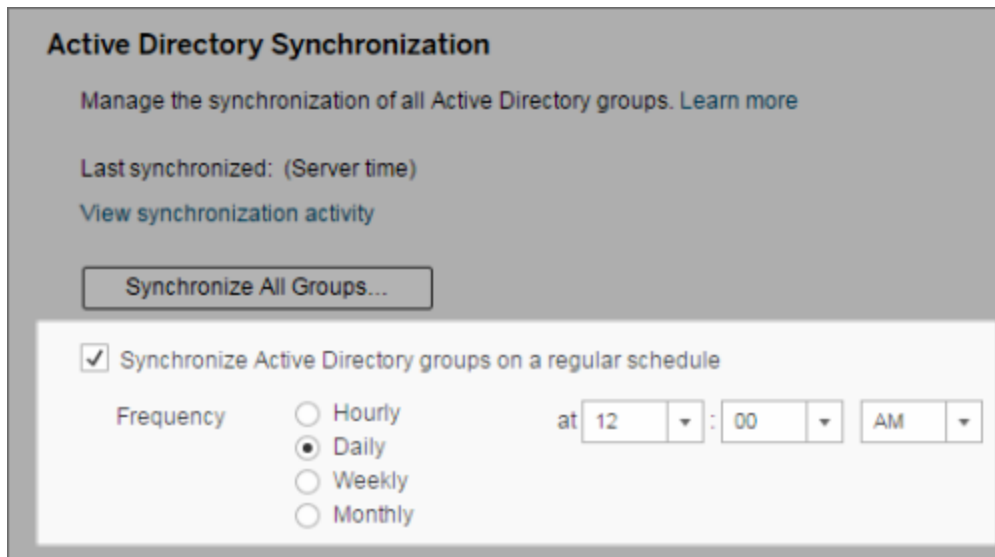 Active Directory Synchronization
Manage the synchronization of all Active Directory groups. Learn more
Last synchronized: (Server time)
View synchronization activity
Synchronize All Groups...
Synchronize Active Directory groups on a regular schedule
Frequency Hourly at 12 : 00 AM
Daily
Weekly
Monthly